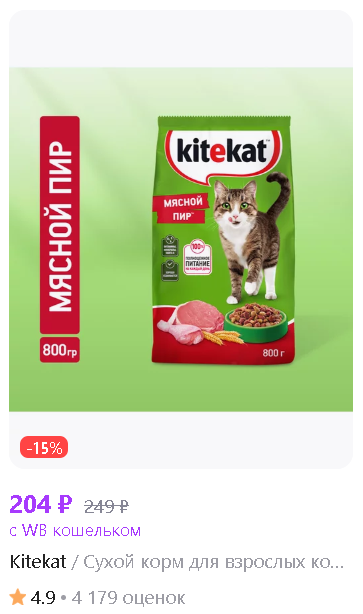 МЯСНОЙ ПИР
800гр
kitekat
МЯСНОЙ
ПИР
100%
ПОЛНОЦЕННОЕ
ПИТАНИЕ
НА КАЖДЫЙ ДЕНЬ
800 г
-15%
204 ₽ 249 ₽
с WB кошельком
Kitekat / Сухой корм для взрослых ко...
4.9 • 4 179 оценок